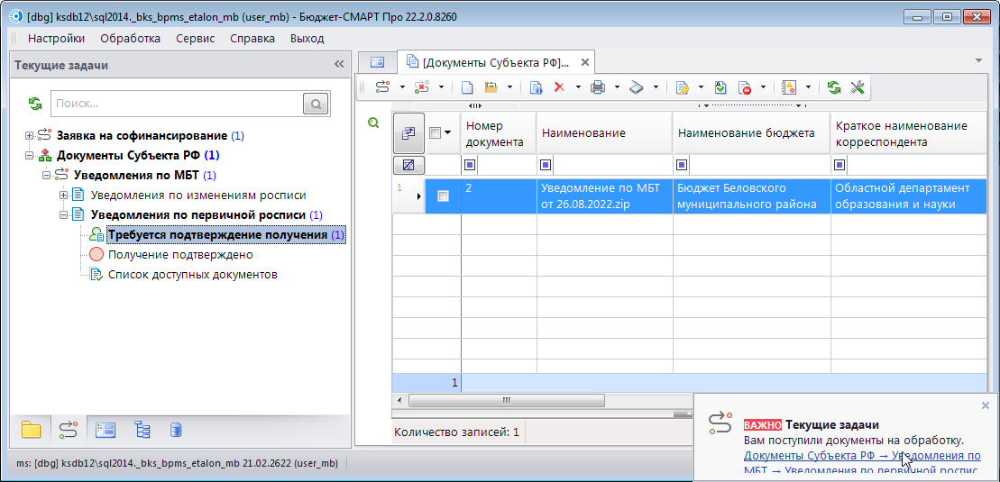 [dbg] ksdb12\sql2014._bks_bpms_etalon_mb (user_mb) - Бюджет-СМАРТ Про 22.2.0.8260
Настройки Обработка Сервис Справка Выход
Текущие задачи
Поиск...
Заявка на софинансирование (1)
Документы Субъекта РФ (1)
Уведомления по МБТ (1)
Уведомления по изменениям росписи
Уведомления по первичной росписи (1)
Требуется подтверждение получения (1)
Получение подтверждено
Список доступных документов
[Документы Субъекта РФ]...
Номер документа
Наименование
Наименование бюджета
Краткое наименование
корреспондента
1
2
Уведомление по МБТ
от 26.08.2022.zip
Бюджет Беловского
муниципального района
Областной департамент
образования и науки
1
Количество записей: 1
ВАЖНО Текущие задачи
Вам поступили документы на обработку.
Документы Субъекта РФ → Уведомления по
МБТ → Уведомления по первичной роспис
ms: [dbg] ksdb12\sql2014._bks_bpms_etalon_mb 21.02.2622 (user_mb)